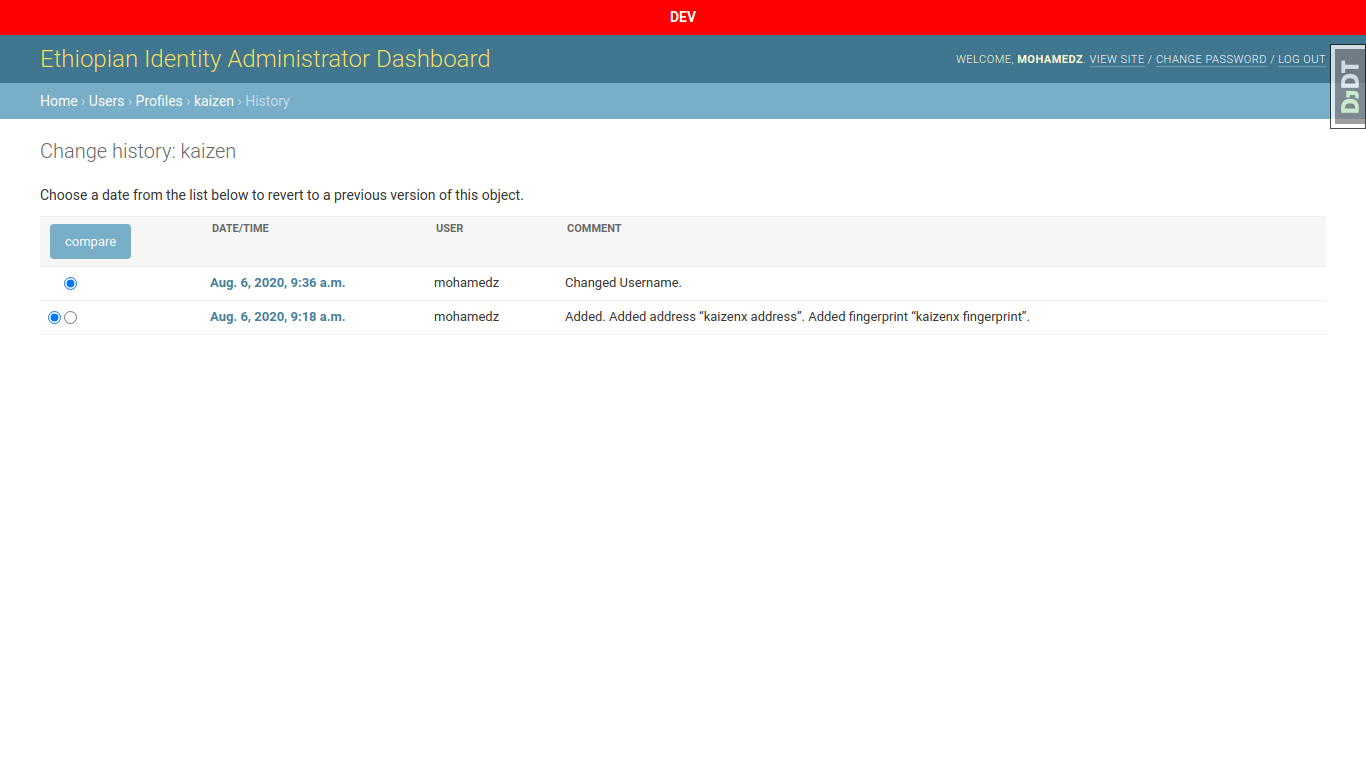 DEV
Ethiopian Identity Administrator Dashboard
WELCOME, MOHAMEDZ. VIEW SITE / CHANGE PASSWORD / LOG OUT
DJDT
Home › Users › Profiles › kaizen › History
Change history: kaizen
Choose a date from the list below to revert to a previous version of this object.
compare DATE/TIME USER COMMENT
Aug. 6, 2020, 9:36 a.m. mohamedz Changed Username.
Aug. 6, 2020, 9:18 a.m. mohamedz Added. Added address “kaizenx address”. Added fingerprint “kaizenx fingerprint”.